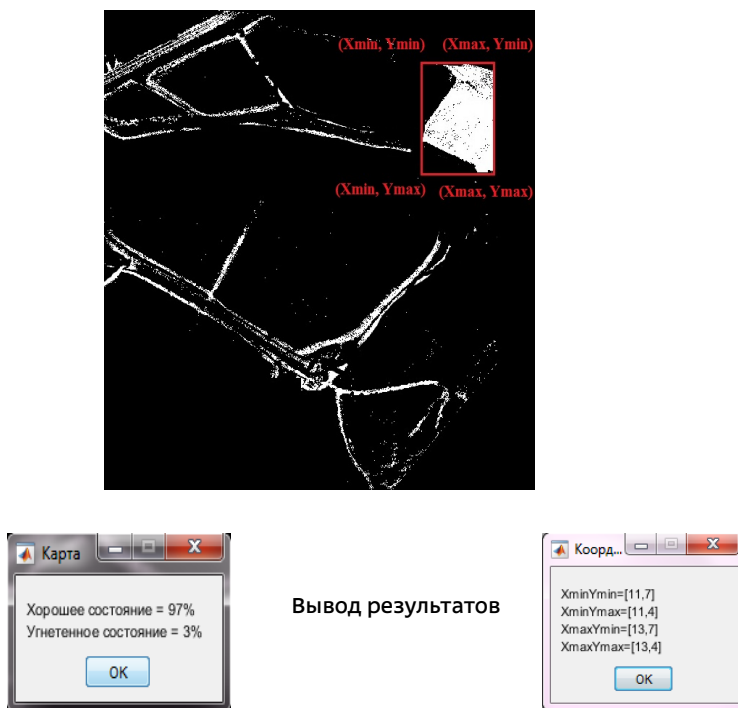 (Xmin, Ymin) (Xmax, Ymin)
(Xmin, Ymax) (Xmax, Ymax)
Карта
Хорошее состояние = 97%
Угнетенное состояние = 3%
OK
Вывод результатов
Коорд...
XminYmin=[11,7]
XminYmax=[11,4]
XmaxYmin=[13,7]
XmaxYmax=[13,4]
OK